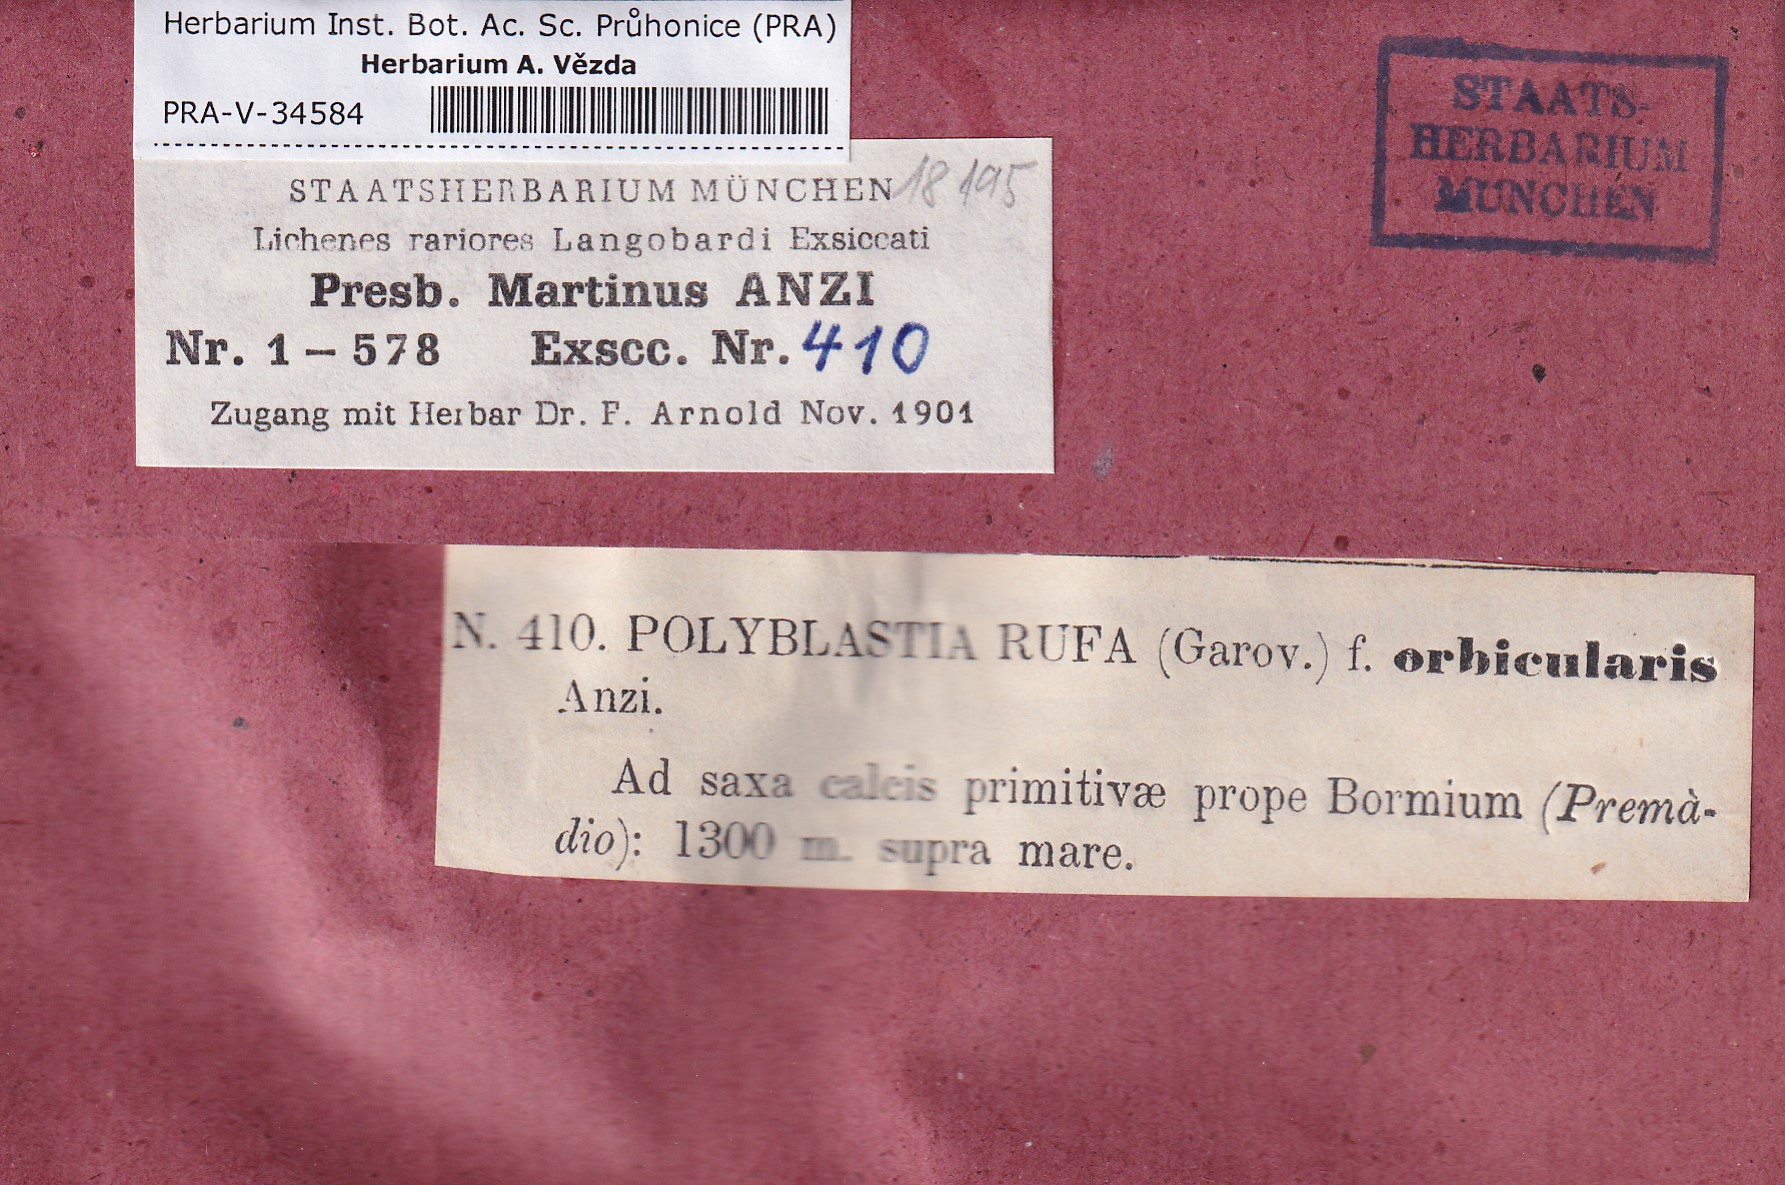 Herbarium Inst. Bot. Ac. Sc. Průhonice (PRA)
Herbarium A. Vězda
PRA-V-34584
STAATS-
HERBARIUM
MÜNCHEN
STAATSHERBARIUM MÜNCHEN 18195
Lichenes rariores Langobardi Exsiccati
Presb. Martinus ANZI
Nr. 1 – 578 Exscc. Nr. 410
Zugang mit Herbar Dr. F. Arnold Nov. 1901
N. 410. POLYBLASTIA RUFA (Garov.) f. orbicularis
Anzi.
Ad saxa calcis primitivæ prope Bormium (Premà-
dio): 1300 m. supra mare.